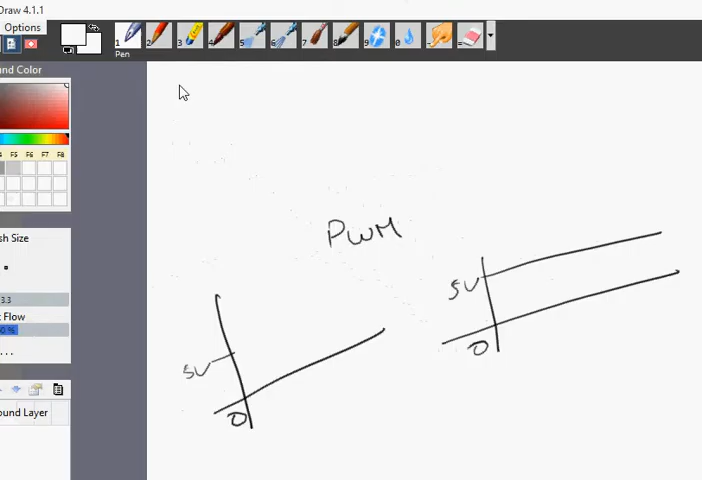 Draw 4.1.1
Options
1 2 3 4 5 6 7 8 9 0 - =
Pen
und Color
F5 F6 F7 F8
sh Size
3.3
t Flow
0 %
...
ound Layer
PWM
5V
0
5V
0